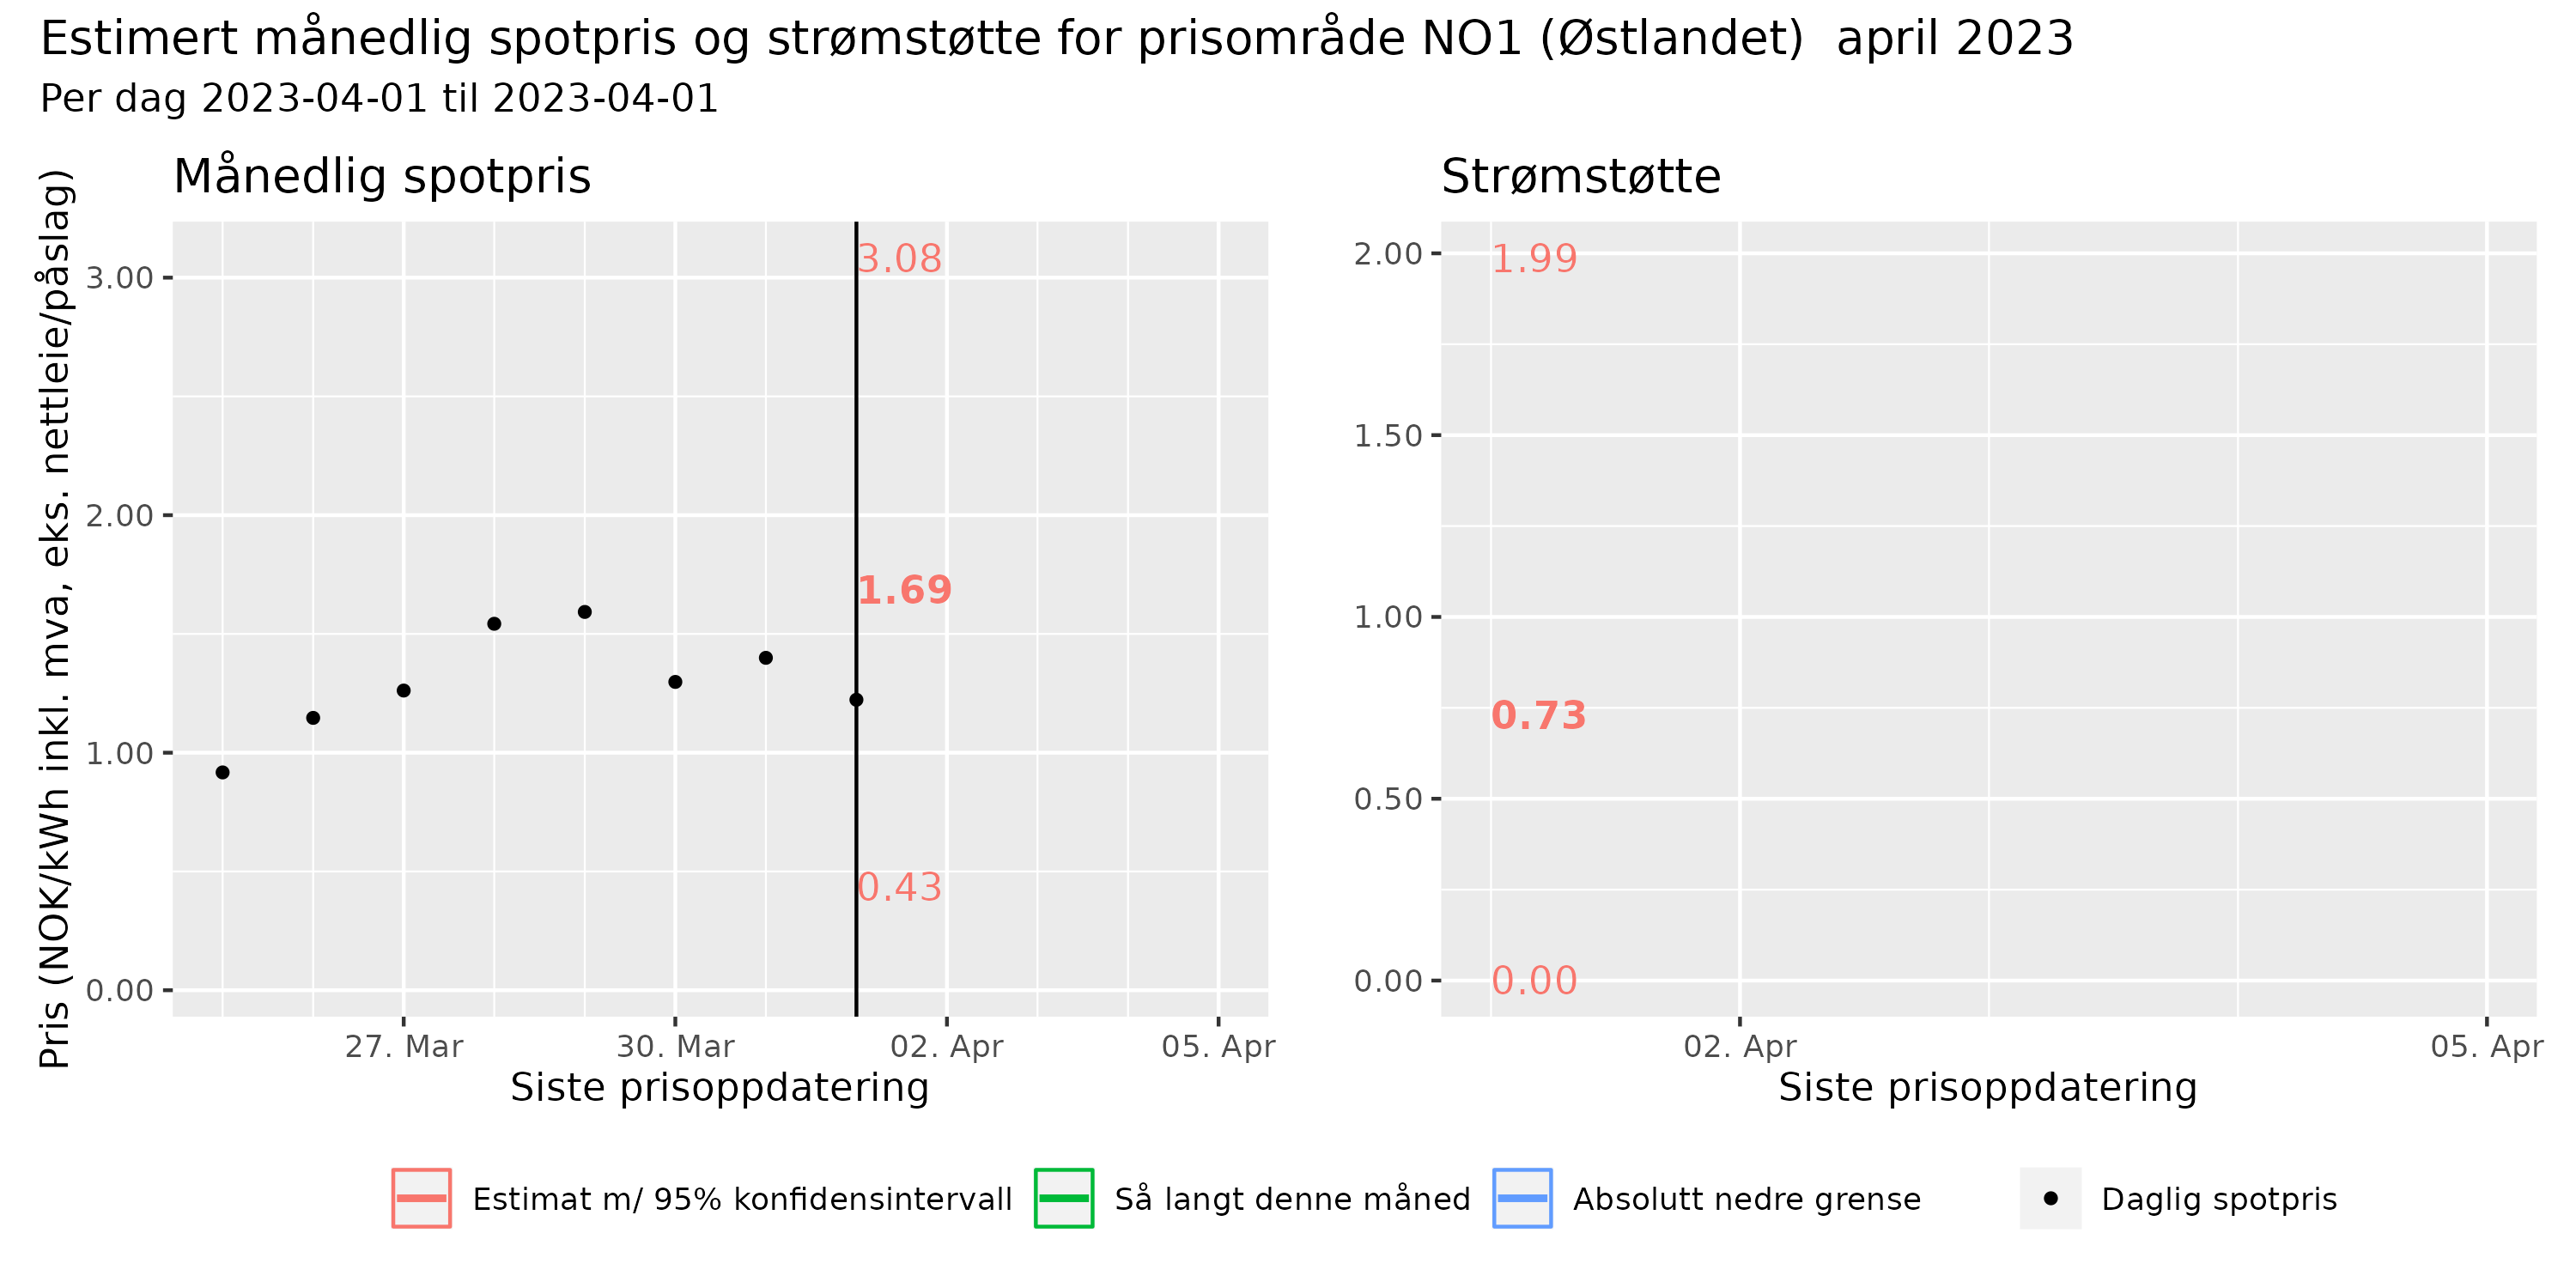 Estimert månedlig spotpris og strømstøtte for prisområde NO1 (Østlandet)  april 2023
Per dag 2023-04-01 til 2023-04-01
Månedlig spotpris
Pris (NOK/kWh inkl. mva, eks. nettleie/påslag)
3.00
2.00
1.00
0.00
3.08
1.69
0.43
27. Mar
30. Mar
02. Apr
05. Apr
Siste prisoppdatering
Strømstøtte
2.00
1.50
1.00
0.50
0.00
1.99
0.73
0.00
02. Apr
05. Apr
Siste prisoppdatering
Estimat m/ 95% konfidensintervall
Så langt denne måned
Absolutt nedre grense
Daglig spotpris